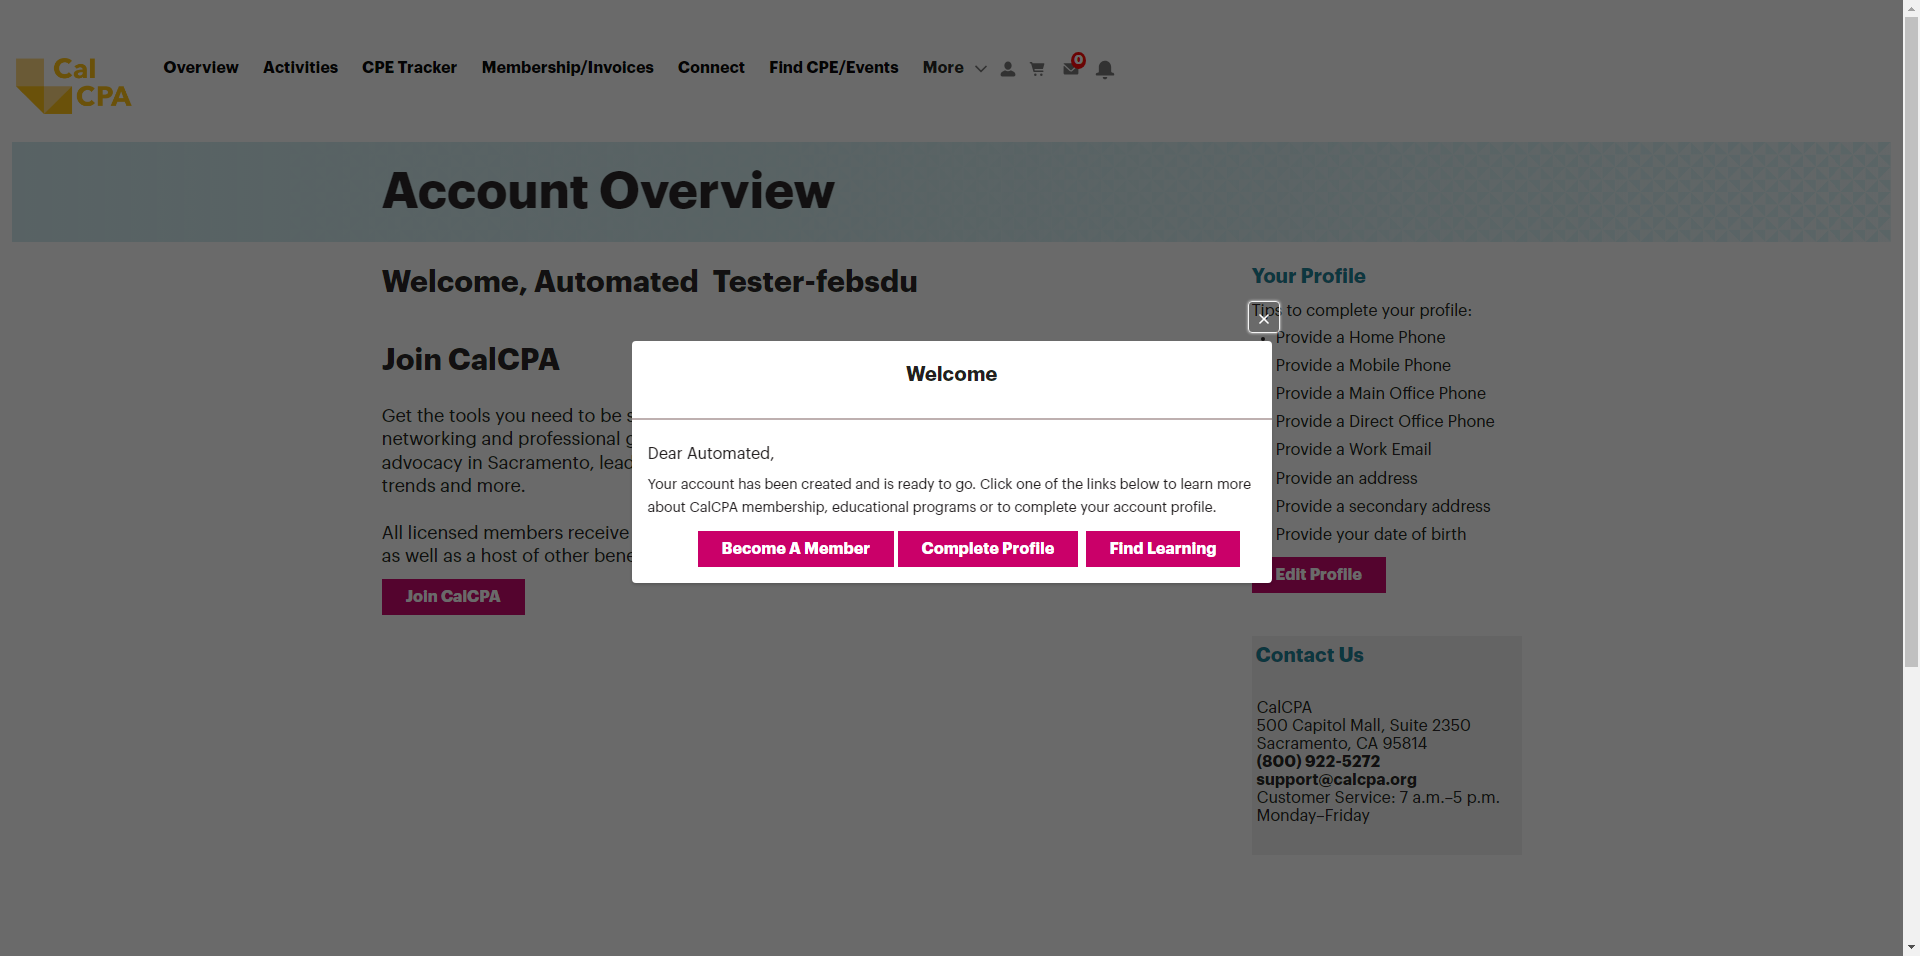 Cal
CPA
Overview
Activities
CPE Tracker
Membership/Invoices
Connect
Find CPE/Events
More
0
Account Overview
Welcome, Automated  Tester-febsdu
Join CalCPA
Get the tools you need to be
networking and professional
advocacy in Sacramento,
trends and more.
All licensed members receive
as well as a host of other
Join CalCPA
Welcome
Dear Automated,
Your account has been created and is ready to go. Click one of the links below to learn more
about CalCPA membership, educational programs or to complete your account profile.
Become A Member
Complete Profile
Find Learning
Your Profile
Tips to complete your profile:
Provide a Home Phone
Provide a Mobile Phone
Provide a Main Office Phone
Provide a Direct Office Phone
Provide a Work Email
Provide an address
Provide a secondary address
Provide your date of birth
Edit Profile
Contact Us
CalCPA
500 Capitol Mall, Suite 2350
Sacramento, CA 95814
(800) 922-5272
support@calcpa.org
Customer Service: 7 a.m.–5 p.m.
Monday–Friday